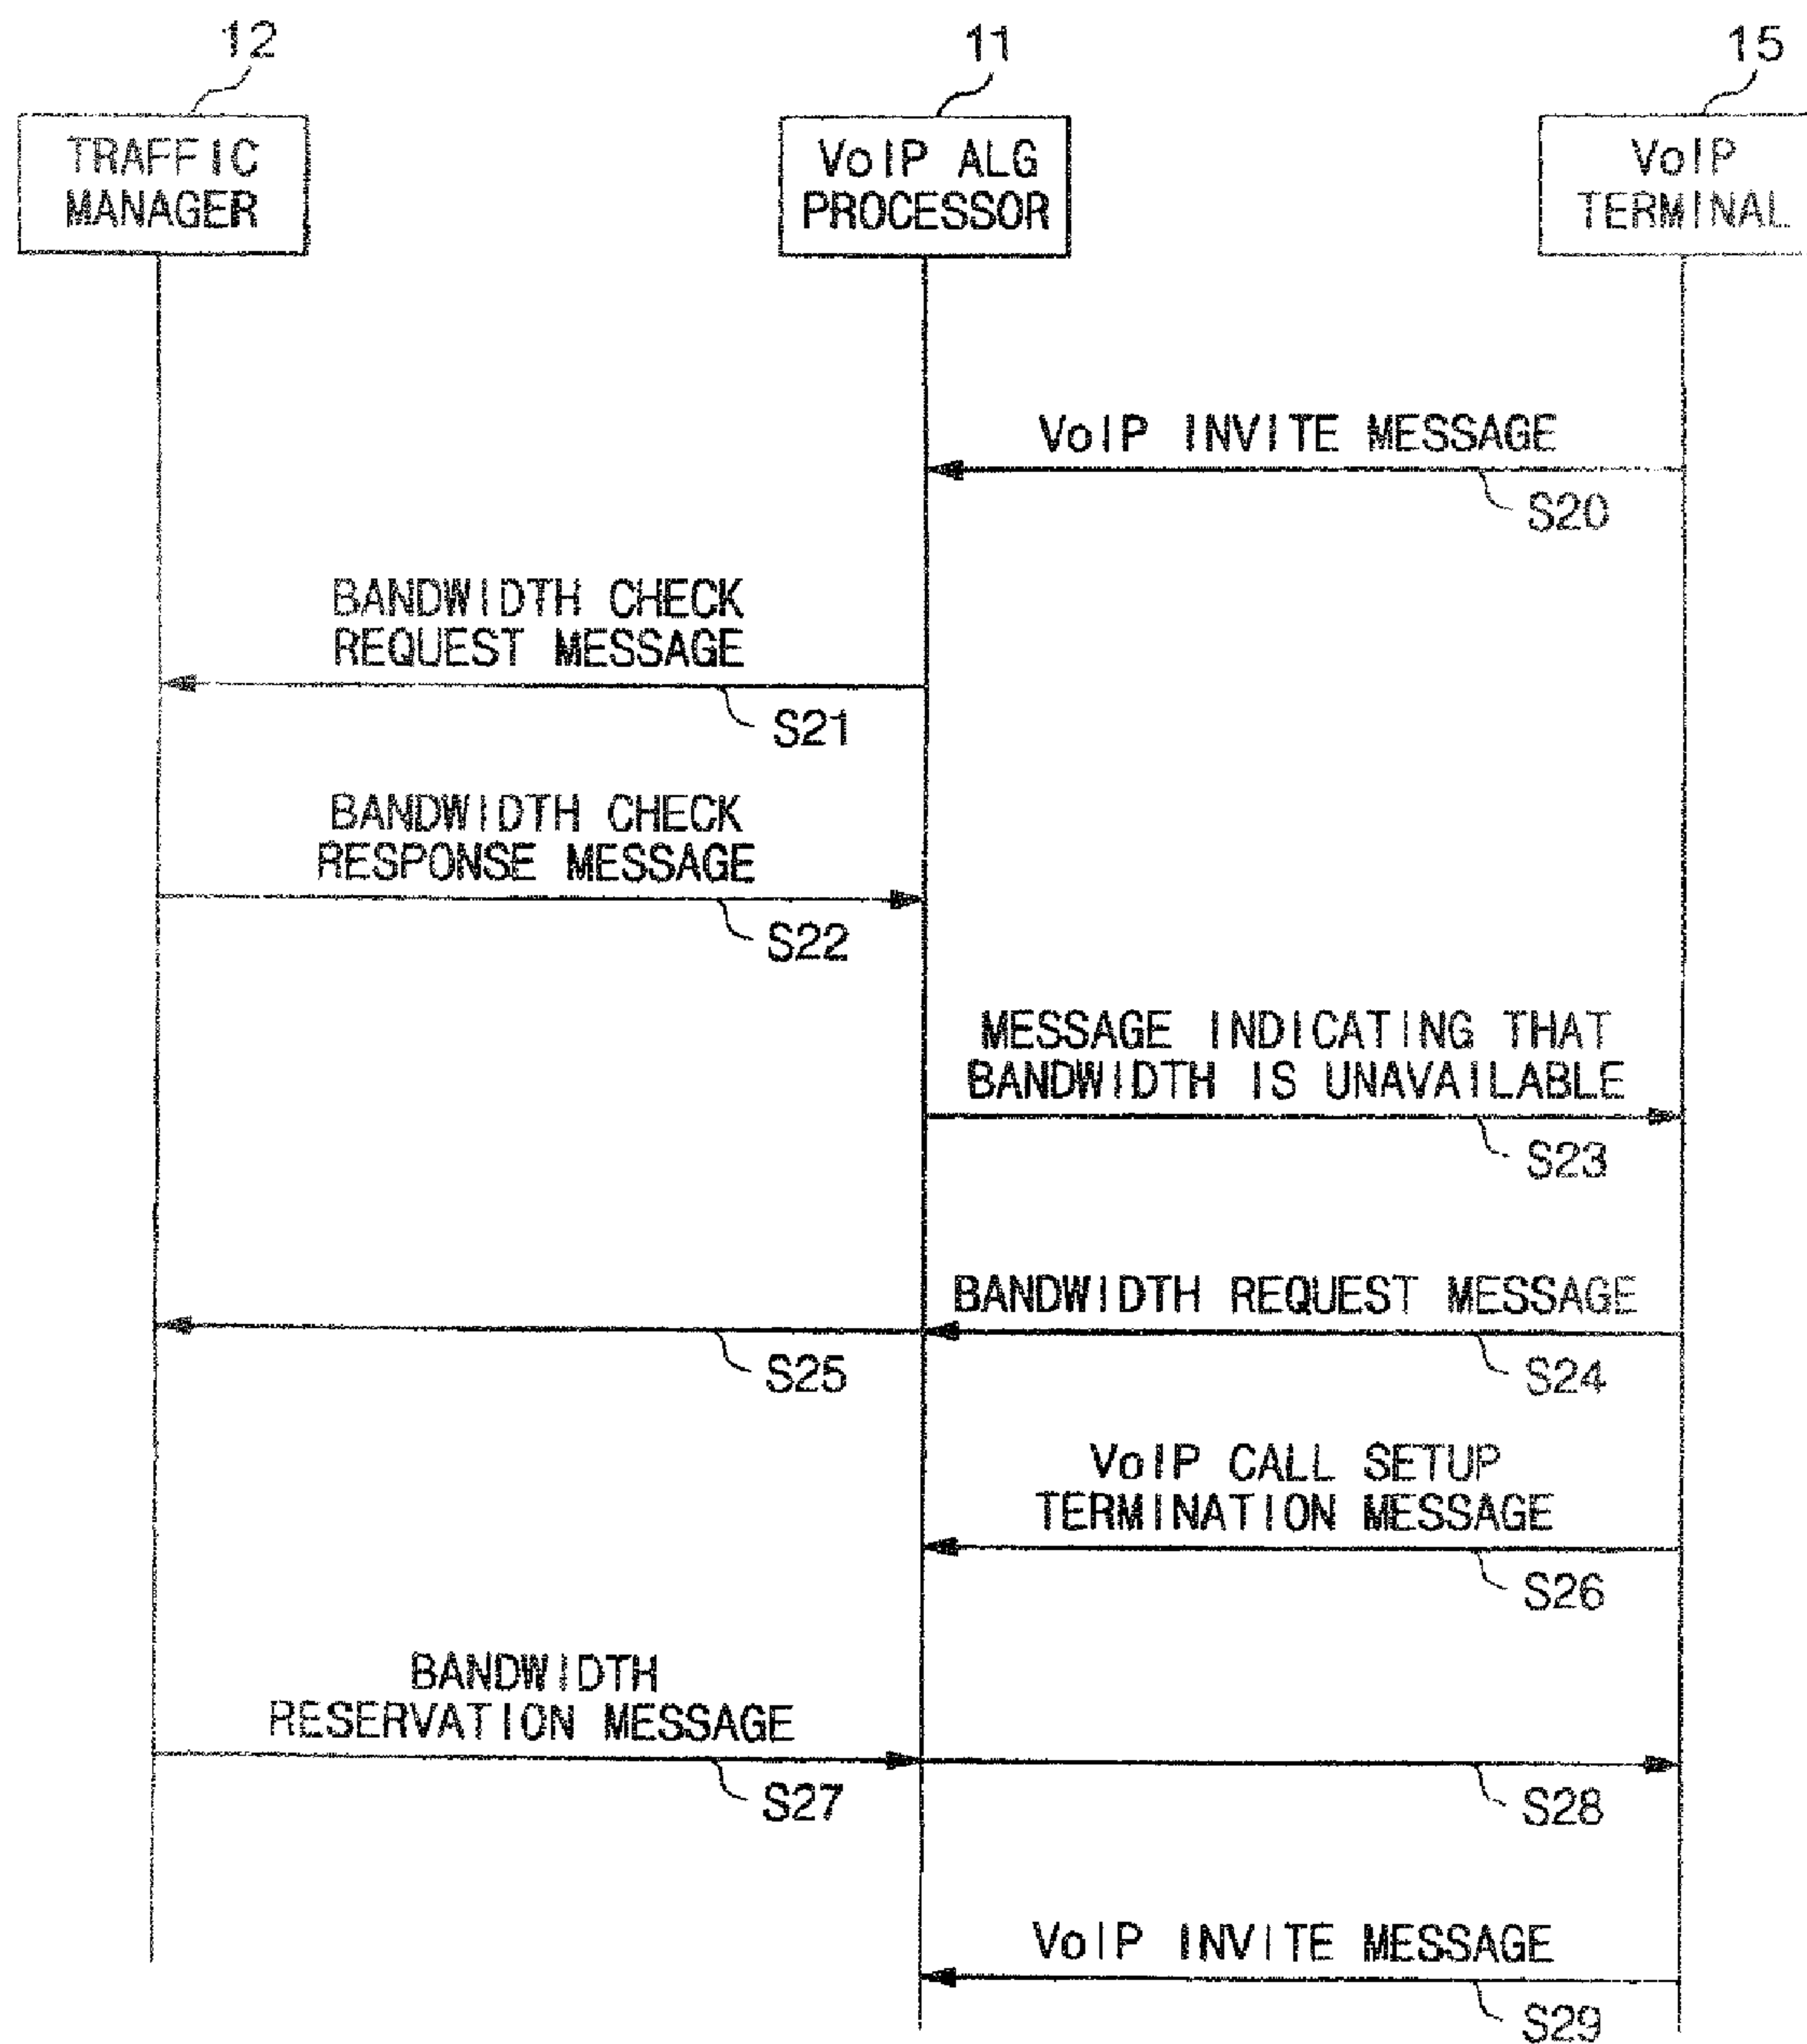 12
11
15
TRAFFIC
MANAGER
VoIP ALG
PROCESSOR
VoIP
TERMINAL
VoIP INVITE MESSAGE
S20
BANDWIDTH CHECK
REQUEST MESSAGE
S21
BANDWIDTH CHECK
RESPONSE MESSAGE
S22
MESSAGE INDICATING THAT
BANDWIDTH IS UNAVAILABLE
S23
BANDWIDTH REQUEST MESSAGE
S25
S24
VoIP CALL SETUP
TERMINATION MESSAGE
S26
BANDWIDTH
RESERVATION MESSAGE
S27
S28
VoIP INVITE MESSAGE
S29